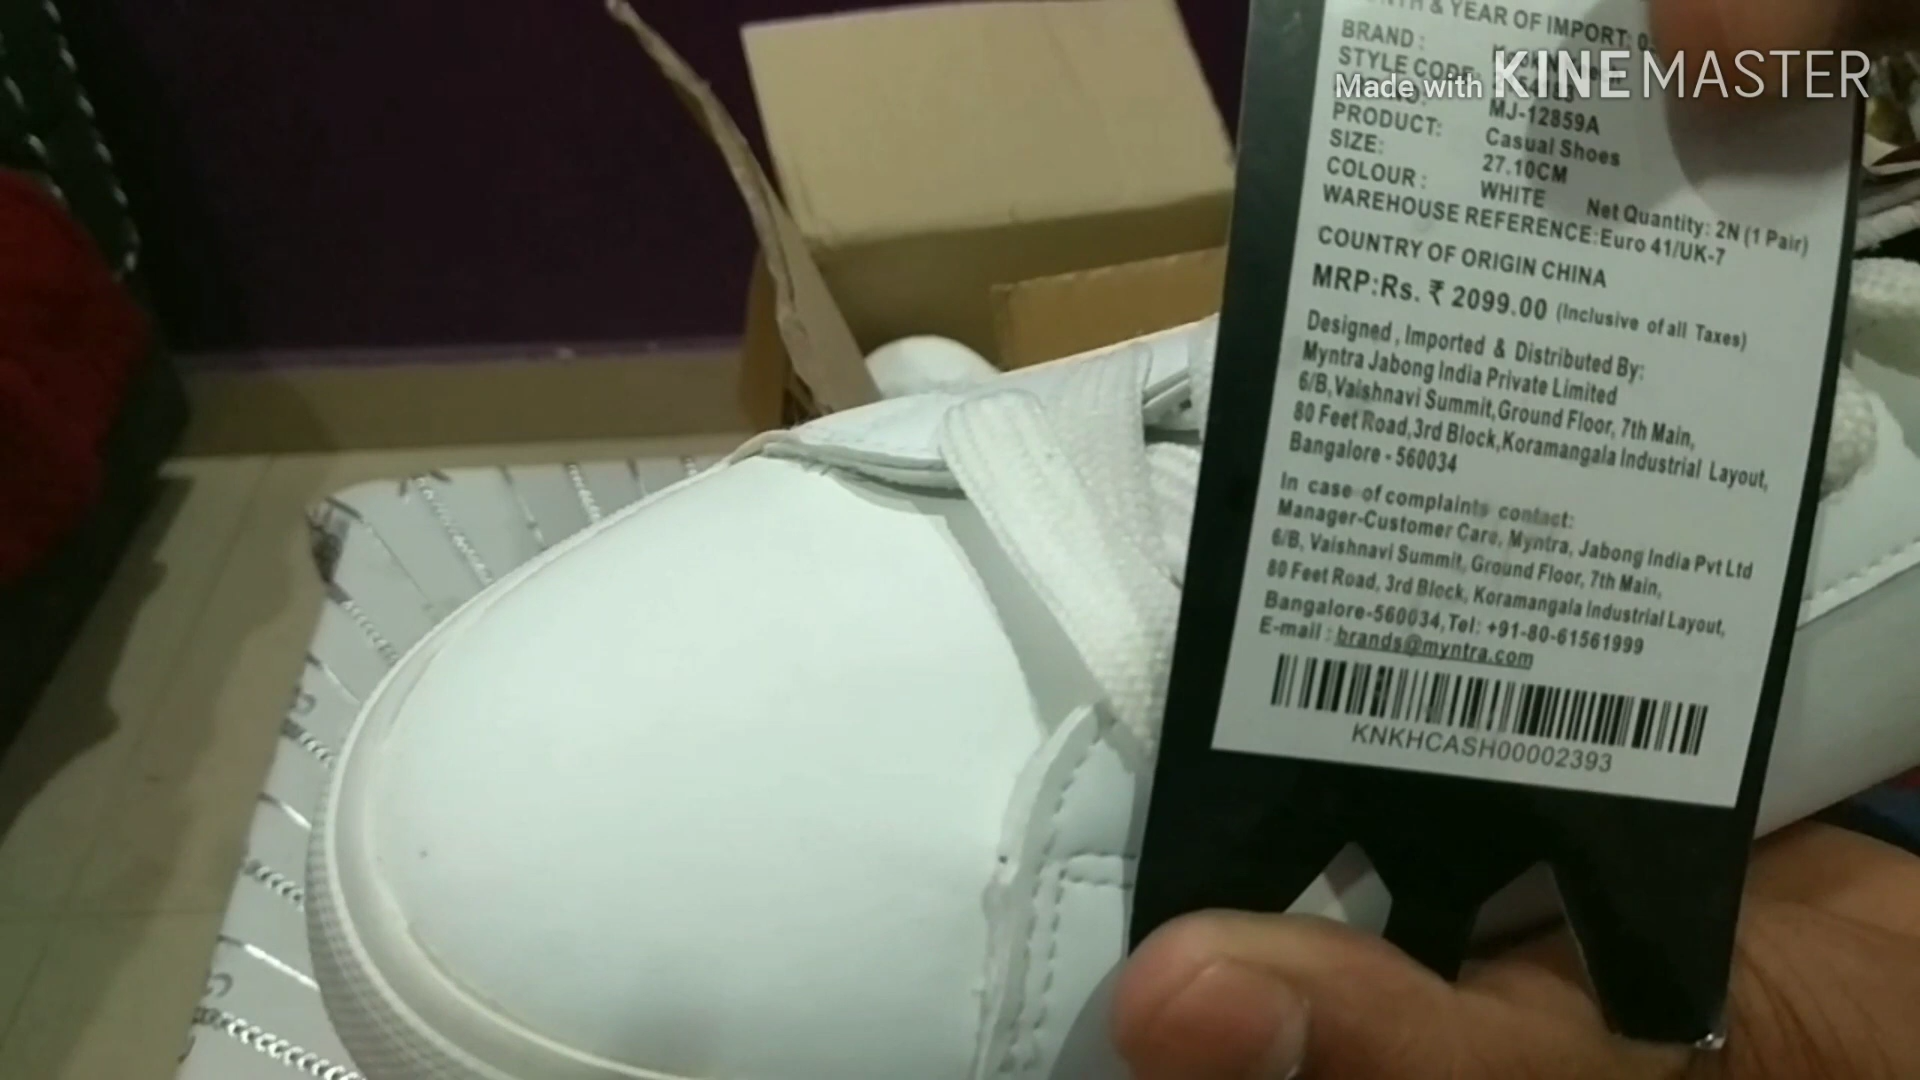 & YEAR OF IMPORT:
BRAND :
STYLE CODE
Made with KINEMASTER
MJ-12859A
PRODUCT: Casual Shoes
SIZE: 27.10CM
COLOUR : WHITE Net Quantity: 2N (1 Pair)
WAREHOUSE REFERENCE:Euro 41/UK-7
COUNTRY OF ORIGIN CHINA
MRP:Rs. ₹ 2099.00 (Inclusive of all Taxes)
Designed , Imported & Distributed By:
Myntra Jabong India Private Limited
6/B,Vaishnavi Summit,Ground Floor, 7th Main,
80 Feet Road,3rd Block,Koramangala Industrial Layout,
Bangalore - 560034
In case of complaints contact:
Manager-Customer Care, Myntra, Jabong India Pvt Ltd
6/B, Vaishnavi Summit, Ground Floor, 7th Main,
80 Feet Road, 3rd Block, Koramangala Industrial Layout,
Bangalore-560034,Tel: +91-80-61561999
E-mail : brands@myntra.com
KNKHCASH00002393